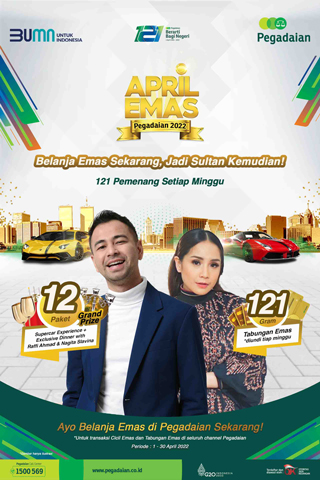 BUMN UNTUK INDONESIA
121
Berarti
Bagi Negeri
Pegadaian
APRIL
EMAS
Pegadaian 2022
Belanja Emas Sekarang, Jadi Sultan Kemudian!
121 Pemenang Setiap Minggu
12
Paket
Grand
Prize
Supercar Experience +
Exclusive Dinner with
Raffi Ahmad & Nagita Slavina
121
Gram
Tabungan Emas
*diundi tiap minggu
Ayo Belanja Emas di Pegadaian Sekarang!
*Untuk transaksi Cicil Emas dan Tabungan Emas di seluruh channel Pegadaian
Periode : 1 - 30 April 2022
1500 569
www.pegadaian.co.id
G20